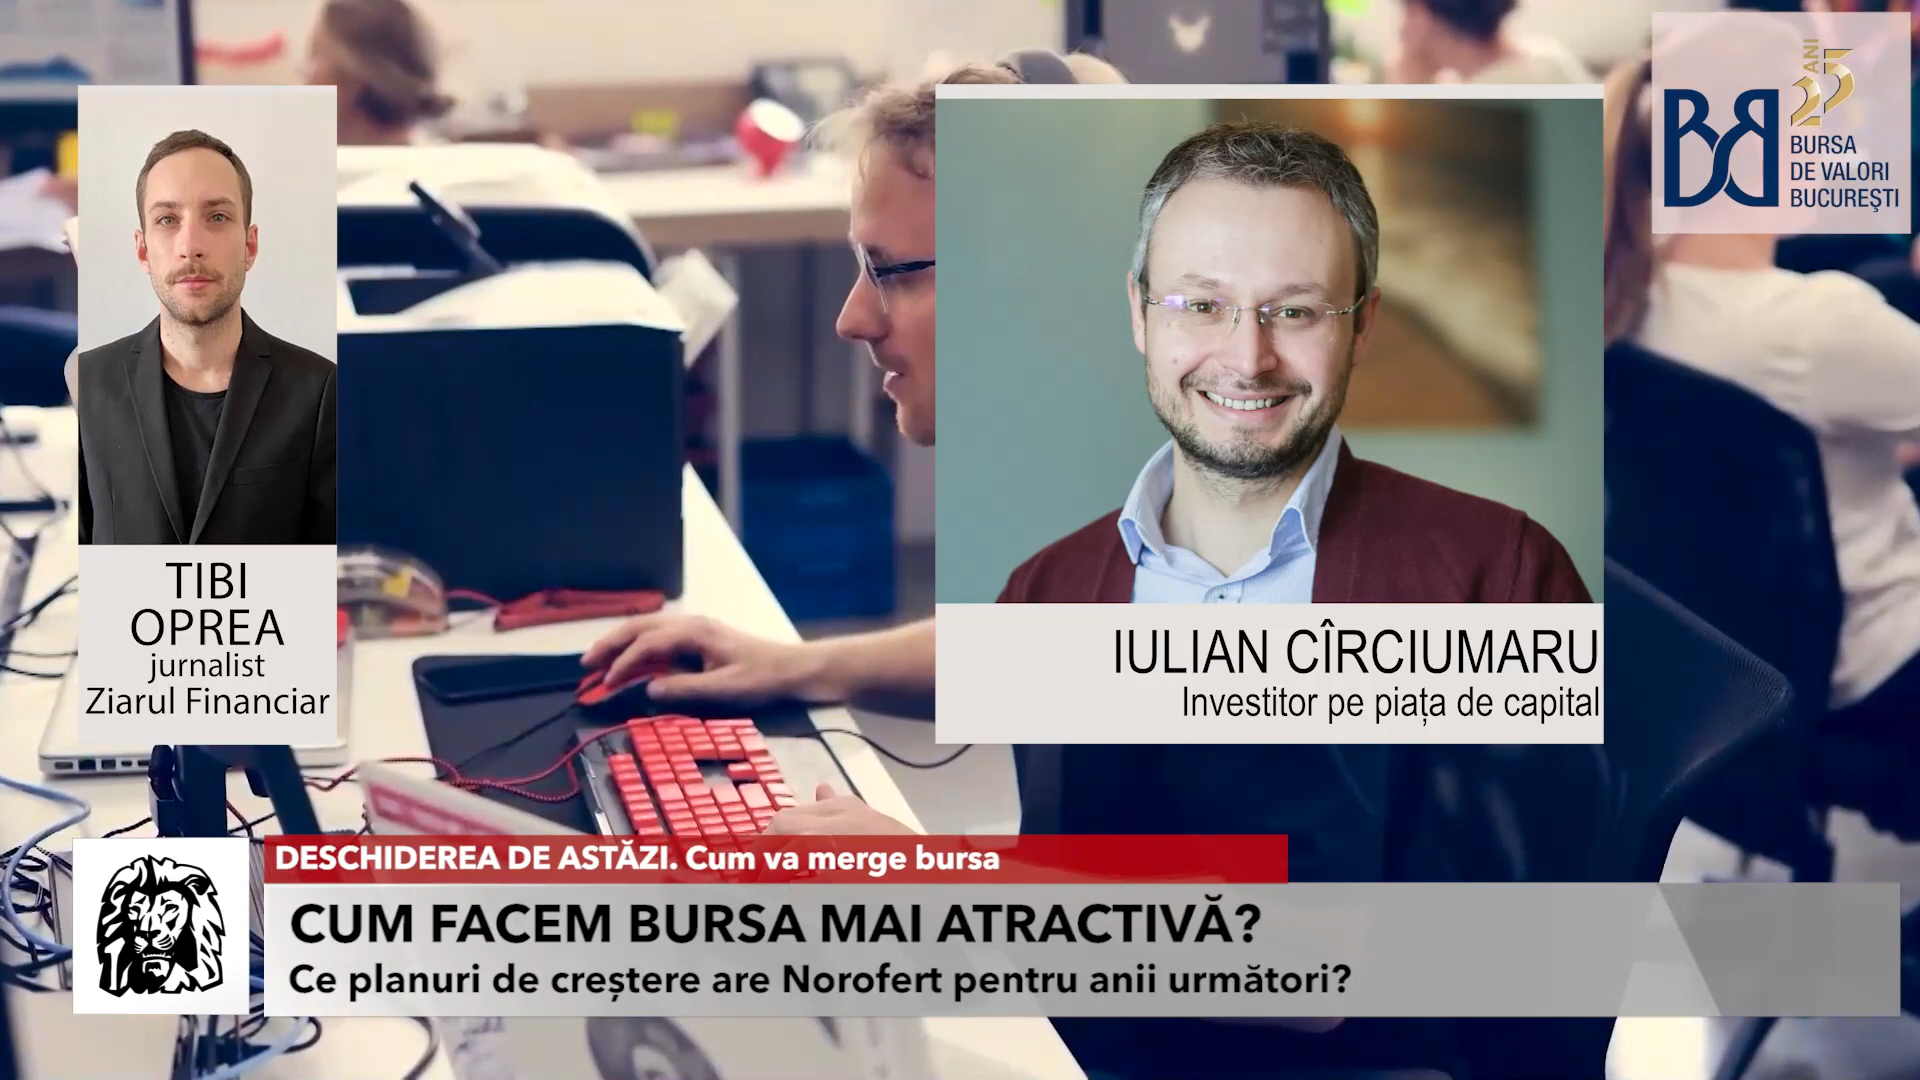 25 ANI
BURSA
DE VALORI
BUCUREŞTI
TIBI
OPREA
jurnalist
Ziarul Financiar
IULIAN CÎRCIUMARU
Investitor pe piața de capital
DESCHIDEREA DE ASTĂZI. Cum va merge bursa
CUM FACEM BURSA MAI ATRACTIVĂ?
Ce planuri de creștere are Norofert pentru anii următori?